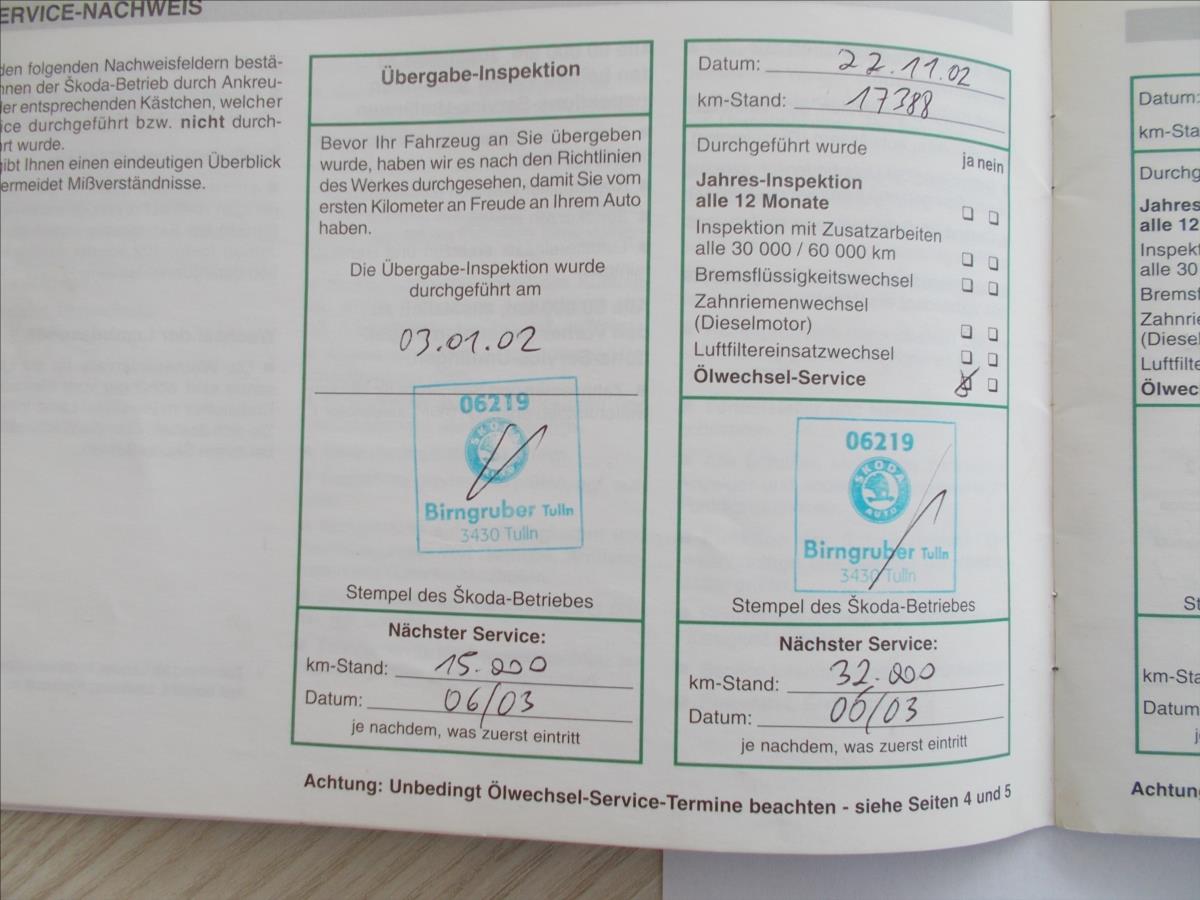 ERVICE-NACHWEIS
den folgenden Nachweisfeldern bestä-
nnen der Škoda-Betrieb durch Ankreu-
der entsprechenden Kästchen, welcher
ice durchgeführt bzw. nicht durch-
rt wurde.
gibt Ihnen einen eindeutigen Überblick
ermeidet Mißverständnisse.
Übergabe-Inspektion
Bevor Ihr Fahrzeug an Sie übergeben
wurde, haben wir es nach den Richtlinien
des Werkes durchgesehen, damit Sie vom
ersten Kilometer an Freude an Ihrem Auto
haben.
Die Übergabe-Inspektion wurde
durchgeführt am
03.01.02
06219
ŠKODA
AUTO
Birngruber Tulln
3430 Tulln
Stempel des Škoda-Betriebes
Nächster Service:
km-Stand: 15.000
Datum: 06/03
je nachdem, was zuerst eintritt
Datum: 22.11.02
km-Stand: 17388
Durchgeführt wurde ja nein
Jahres-Inspektion
alle 12 Monate
Inspektion mit Zusatzarbeiten
alle 30 000 / 60 000 km
Bremsflüssigkeitswechsel
Zahnriemenwechsel
(Dieselmotor)
Luftfiltereinsatzwechsel
Ölwechsel-Service
06219
ŠKODA
AUTO
Birngruber Tulln
3430 Tulln
Stempel des Škoda-Betriebes
Nächster Service:
km-Stand: 32.000
Datum: 06/03
je nachdem, was zuerst eintritt
Achtung: Unbedingt Ölwechsel-Service-Termine beachten - siehe Seiten 4 und 5
Datum:
km-Sta
Durchg
Jahres
alle 12
Inspekt
alle 30
Bremsf
Zahnrie
(Diesel
Luftfilte
Ölwec
St
km-Sta
Datum
j
Achtung